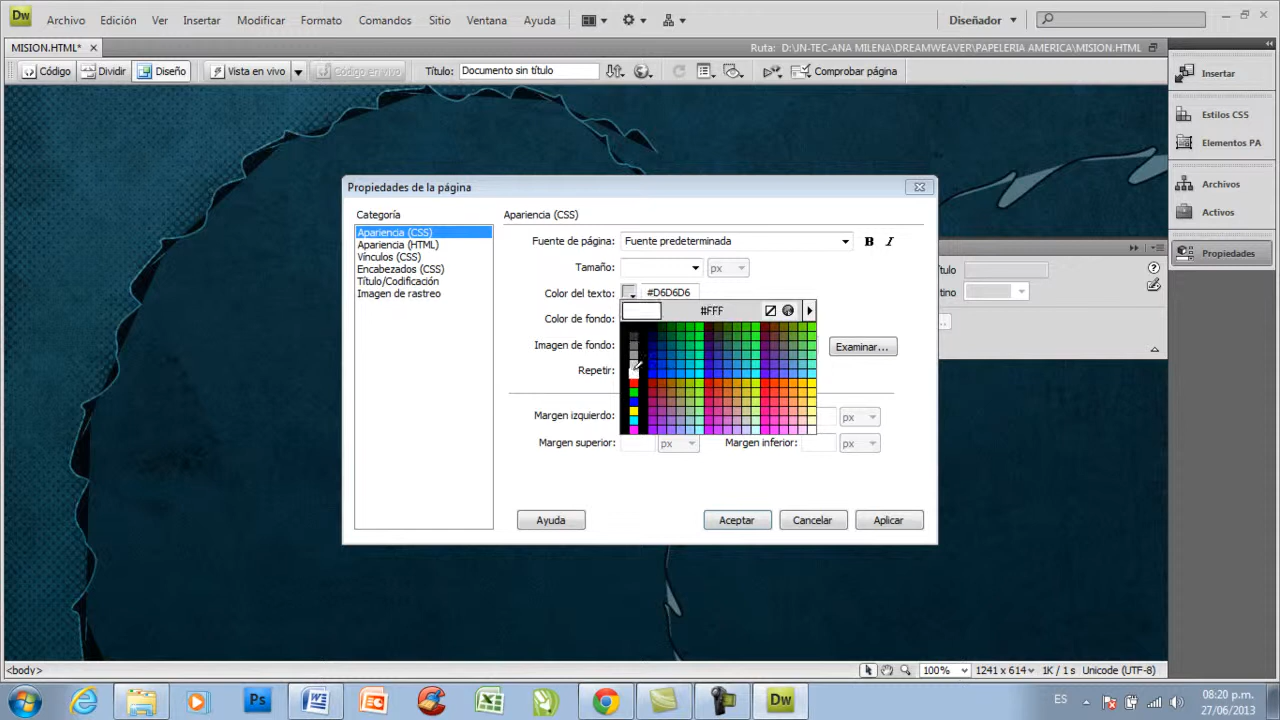 Dw Archivo Edición Ver Insertar Modificar Formato Comandos Sitio Ventana Ayuda Diseñador
MISION.HTML* Ruta: D:\JN-TEC-ANA MILENA\DREAMWEAVER\PAPELERIA AMERICA\MISION.HTML
Código Dividir Diseño Vista en vivo Código en vivo Título: Documento sin título Comprobar página
Insertar
Estilos CSS
Elementos PA
Archivos
Activos
Propiedades
Propiedades de la página
Categoría
Apariencia (CSS)
Apariencia (HTML)
Vínculos (CSS)
Encabezados (CSS)
Título/Codificación
Imagen de rastreo
Apariencia (CSS)
Fuente de página: Fuente predeterminada B I
Tamaño: px
Color del texto: #D6D6D6
#FFF
Color de fondo:
Imagen de fondo: Examinar...
Repetir:
Margen izquierdo: px
Margen superior: px Margen inferior: px
Ayuda Aceptar Cancelar Aplicar
ítulo
tino
<body> 100% 1241 x 614 1K / 1 s Unicode (UTF-8)
Ps Dw ES 08:20 p.m.
27/06/2013